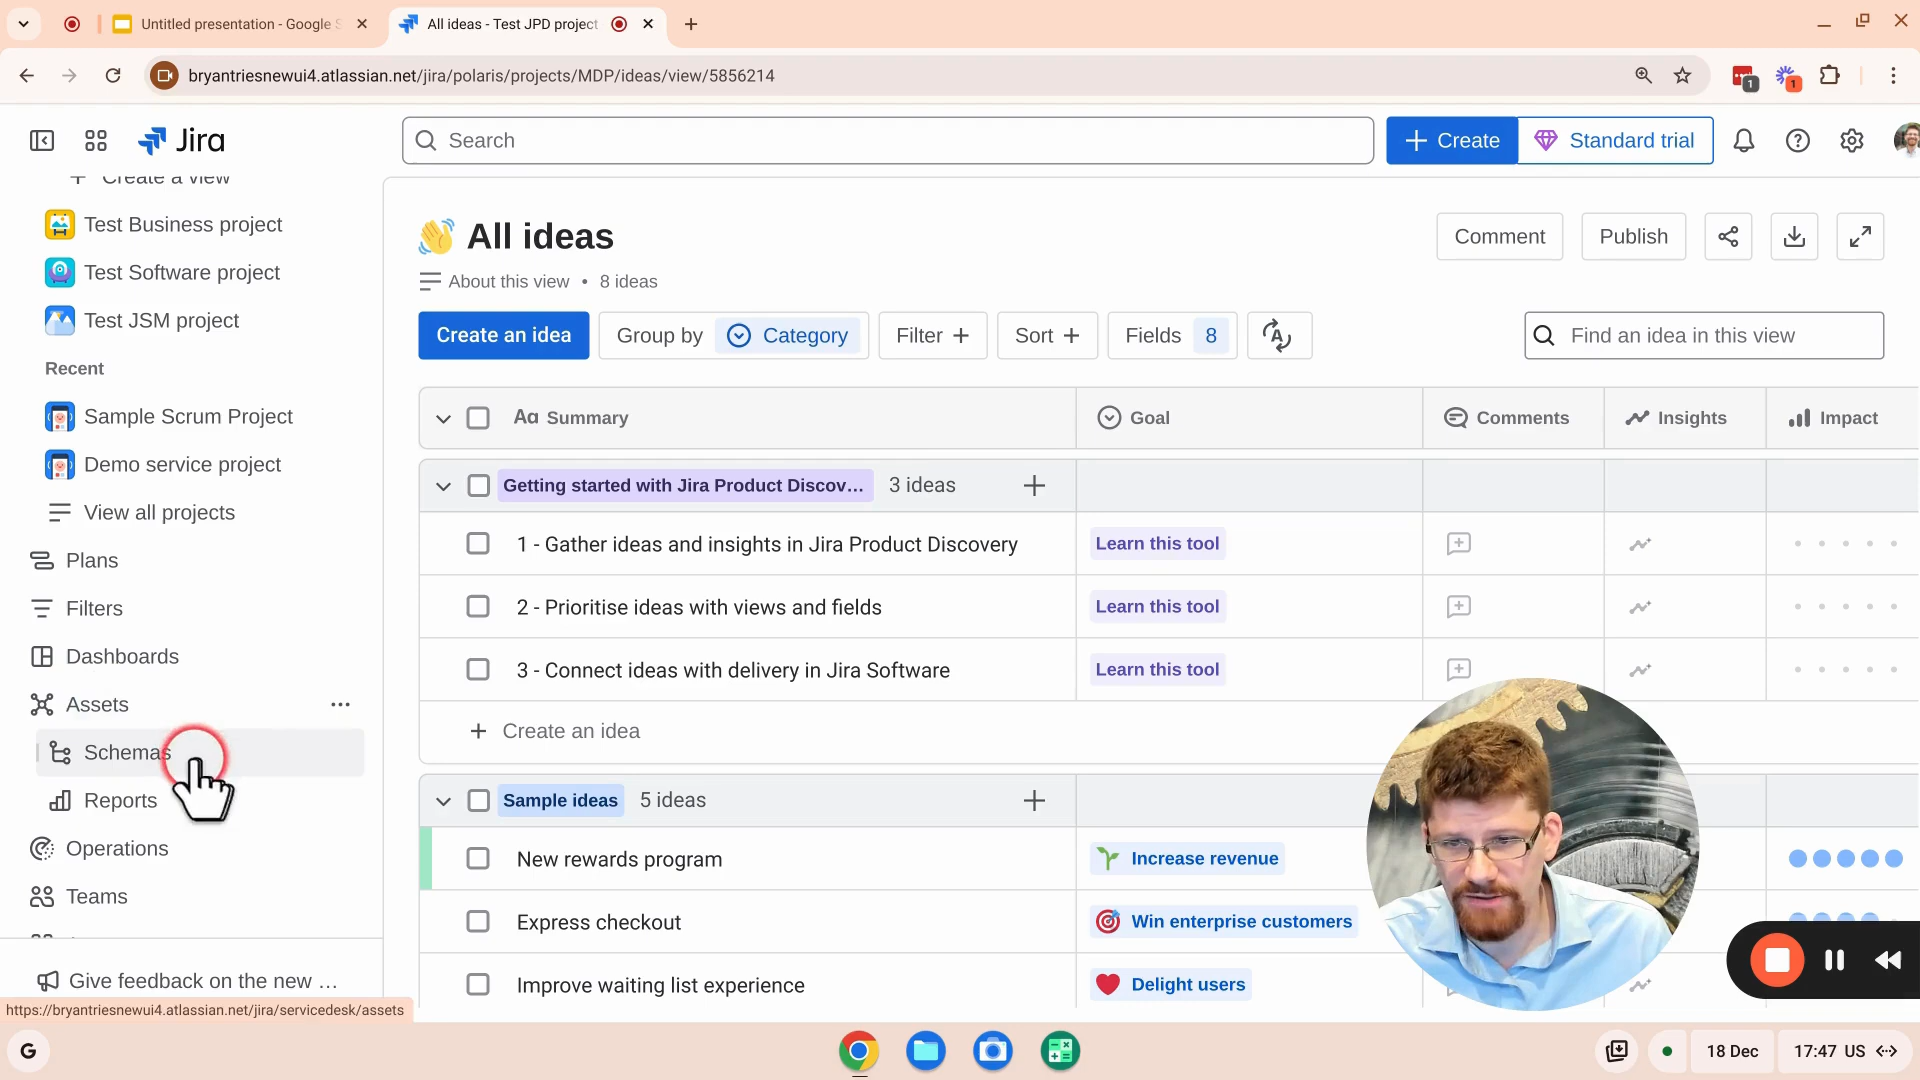 Untitled presentation - Google S
All ideas - Test JPD project
bryantriesnewui4.atlassian.net/jira/polaris/projects/MDP/ideas/view/5856214
1
1
Jira
Search
Create
Standard trial
Create a view
Test Business project
Test Software project
Test JSM project
Recent
Sample Scrum Project
Demo service project
View all projects
Plans
Filters
Dashboards
Assets
Schemas
Reports
Operations
Teams
Give feedback on the new ...
https://bryantriesnewui4.atlassian.net/jira/servicedesk/assets
All ideas
Comment
Publish
About this view • 8 ideas
Create an idea
Group by Category
Filter
Sort
Fields 8
Find an idea in this view
Aa Summary
Goal
Comments
Insights
Impact
Getting started with Jira Product Discov... 3 ideas
1 - Gather ideas and insights in Jira Product Discovery
Learn this tool
2 - Prioritise ideas with views and fields
Learn this tool
3 - Connect ideas with delivery in Jira Software
Learn this tool
+ Create an idea
Sample ideas 5 ideas
New rewards program
Increase revenue
Express checkout
Win enterprise customers
Improve waiting list experience
Delight users
G
18 Dec
17:47 US